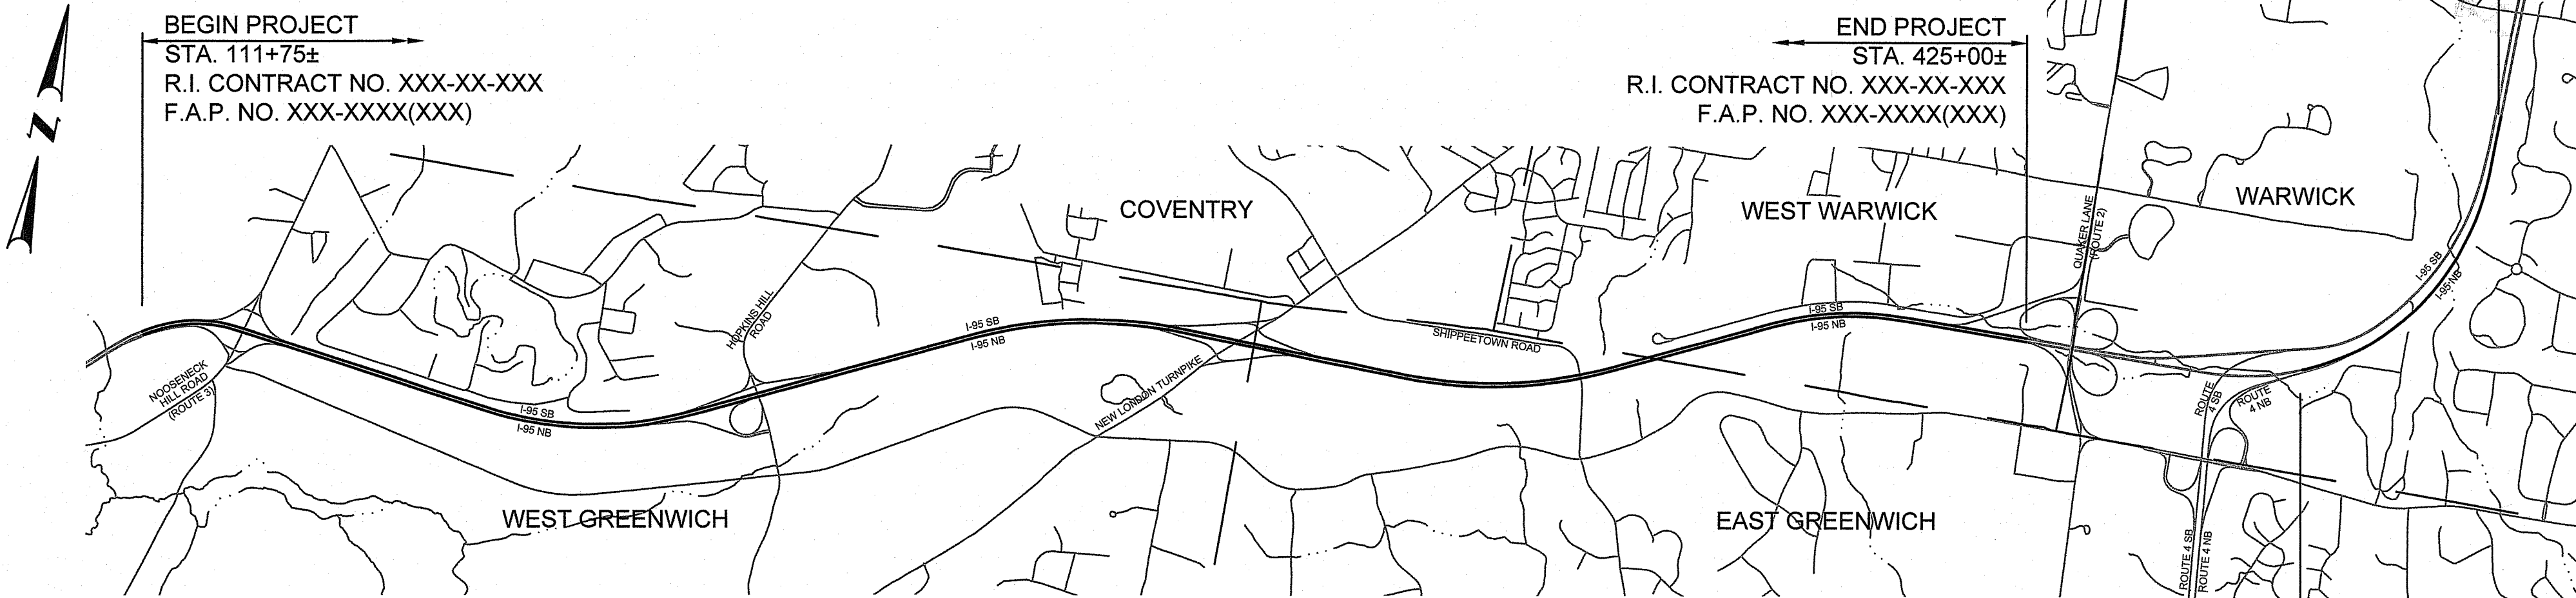 BEGIN PROJECT
STA. 111+75±
R.I. CONTRACT NO. XXX-XX-XXX
F.A.P. NO. XXX-XXXX(XXX)
END PROJECT
STA. 425+00±
R.I. CONTRACT NO. XXX-XX-XXX
F.A.P. NO. XXX-XXXX(XXX)
N
COVENTRY
WEST WARWICK
WARWICK
QUAKER LANE
(ROUTE 2)
I-95 SB
I-95 NB
HOPKINS HILL
ROAD
I-95 SB
I-95 NB
SHIPPEETOWN ROAD
I-95 SB
I-95 NB
NOOSENECK
HILL ROAD
(ROUTE 3)
I-95 SB
I-95 NB
NEW LONDON TURNPIKE
ROUTE
4 SB
ROUTE
4 NB
WEST GREENWICH
EAST GREENWICH
ROUTE 4 SB
ROUTE 4 NB